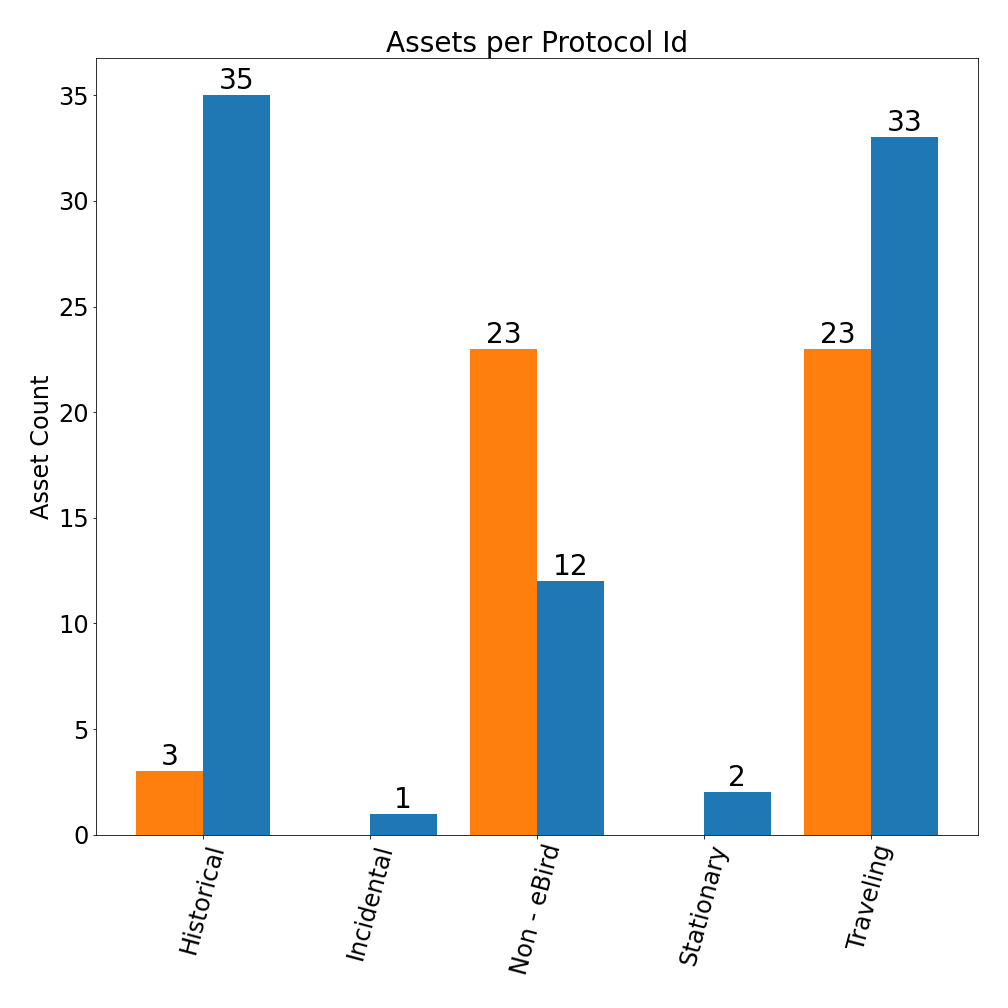 Assets per Protocol Id
35
33
23
23
12
3
1
2
35
30
25
20
15
10
5
0
Asset Count
Historical
Incidental
Non - eBird
Stationary
Traveling